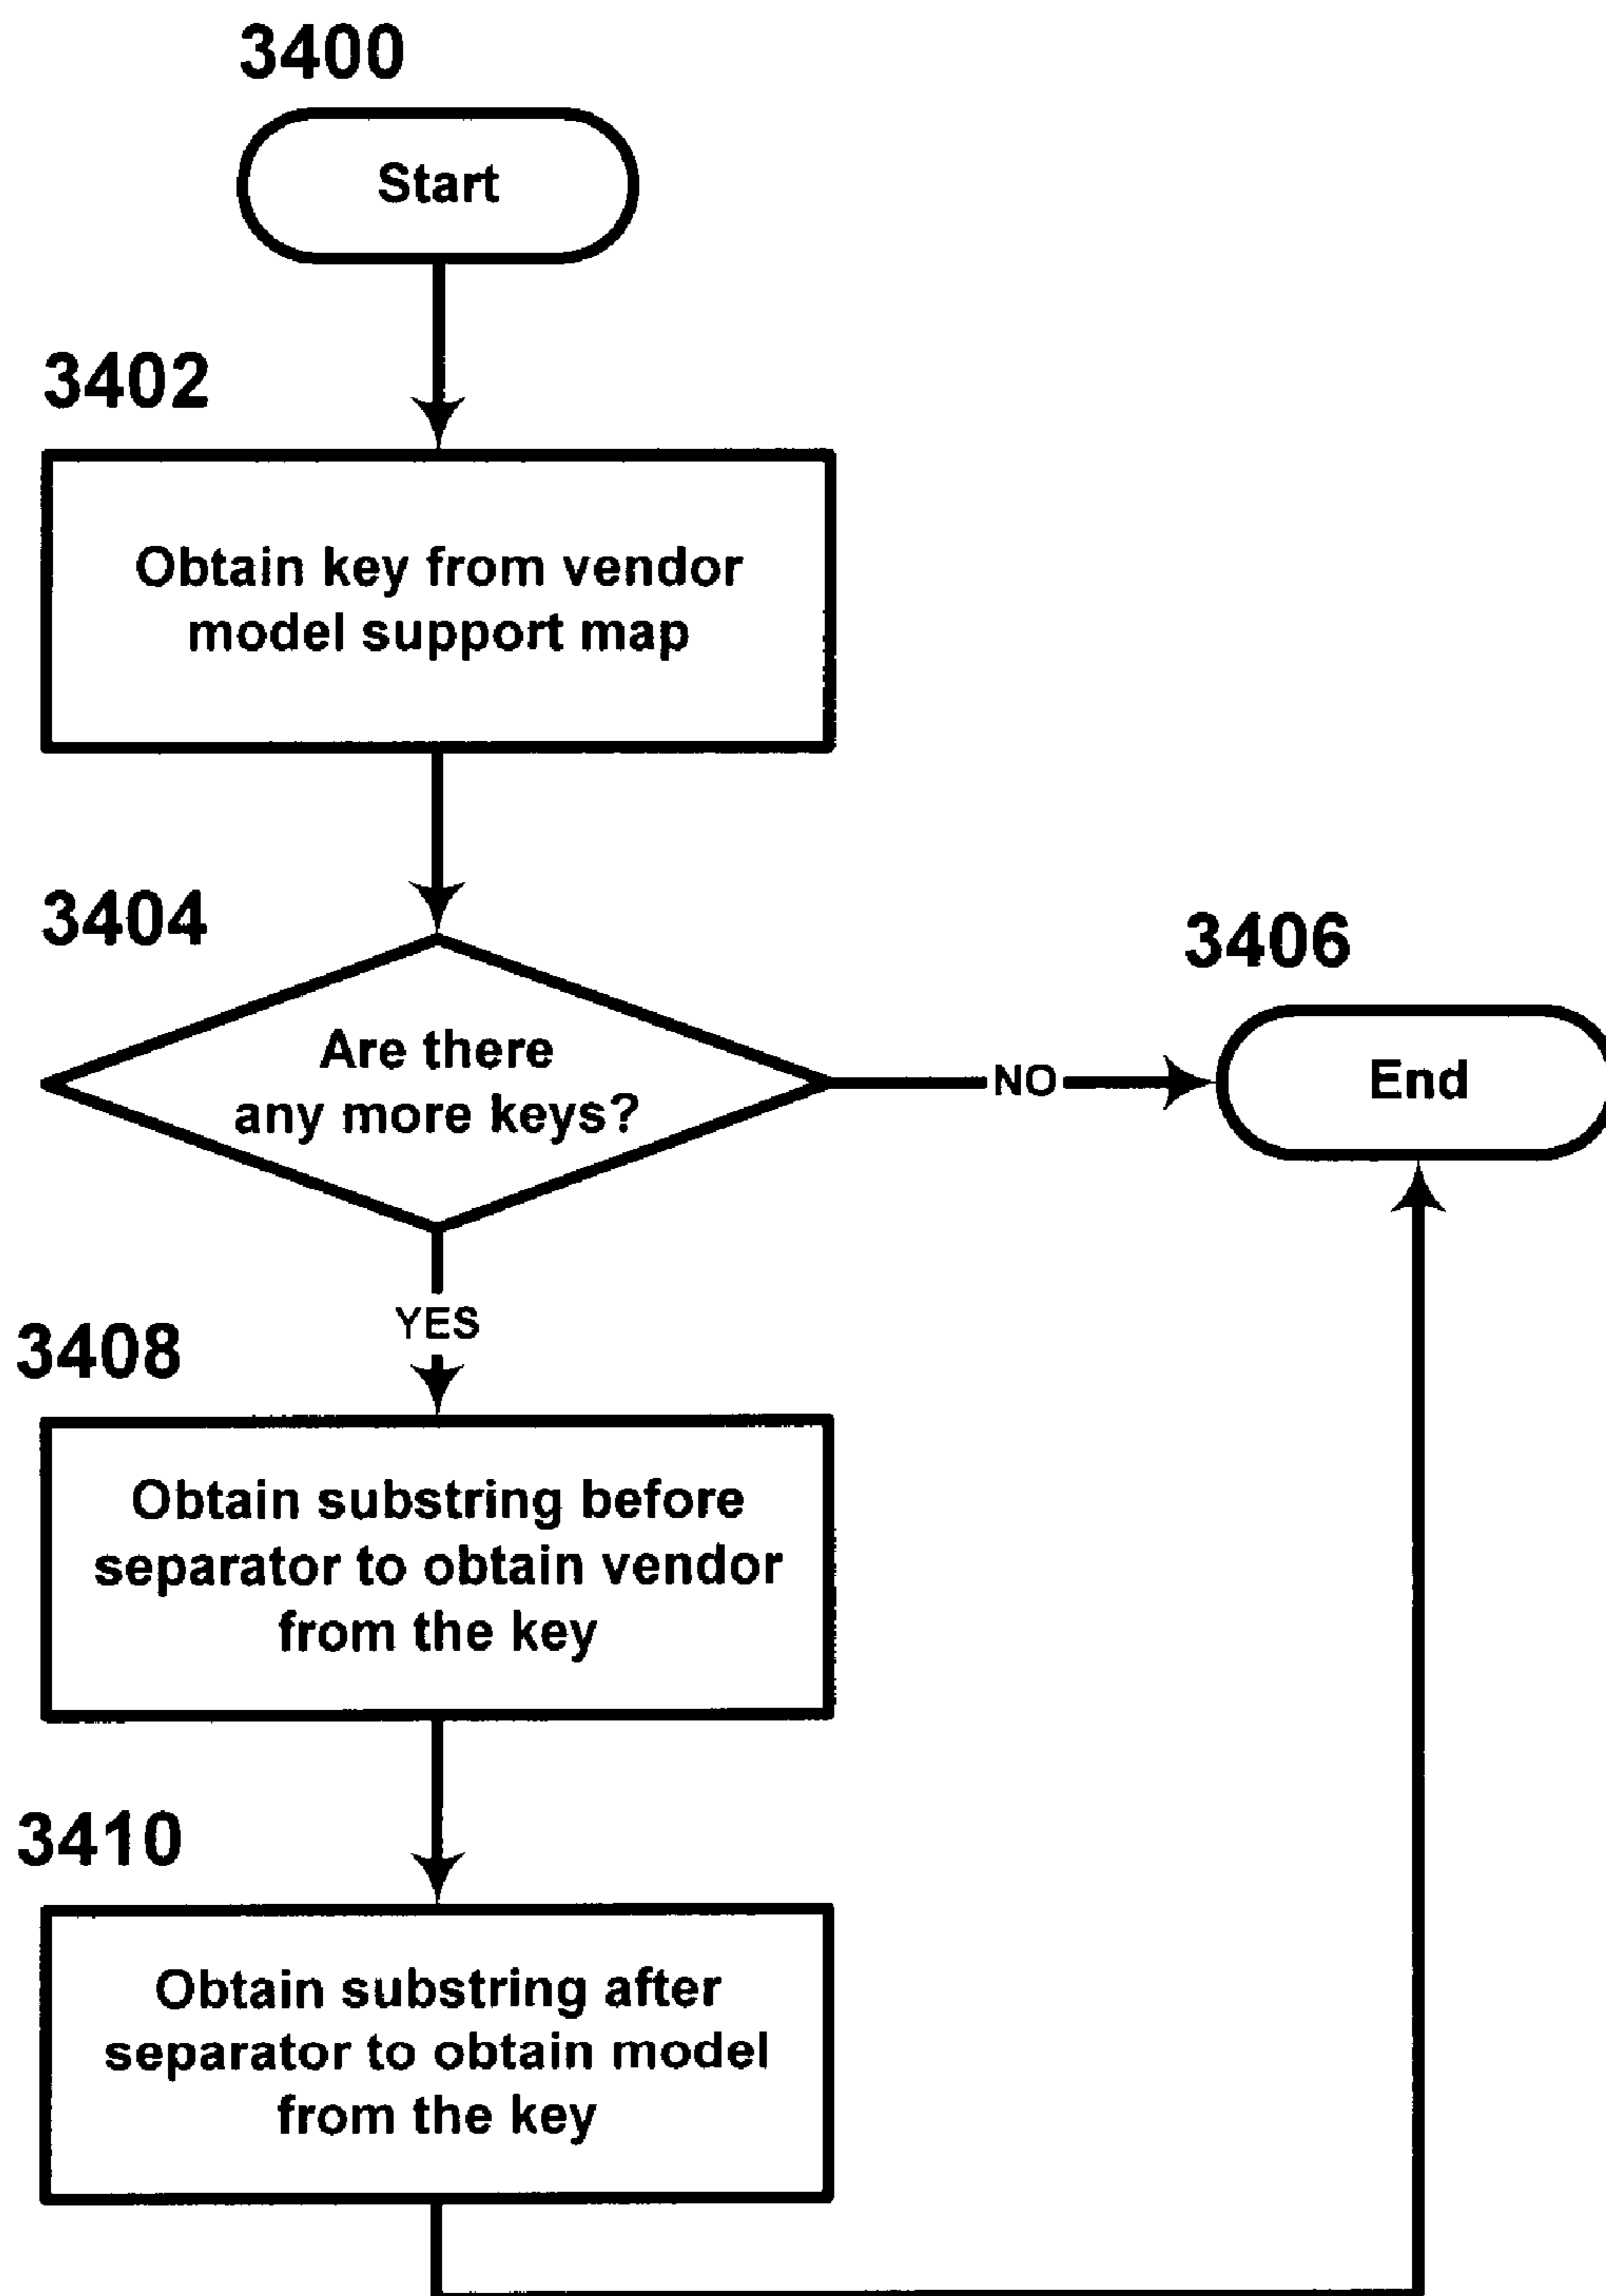 3400
Start
3402
Obtain key from vendor
model support map
3404
Are there
any more keys?
NO
3406
End
YES
3408
Obtain substring before
separator to obtain vendor
from the key
3410
Obtain substring after
separator to obtain model
from the key